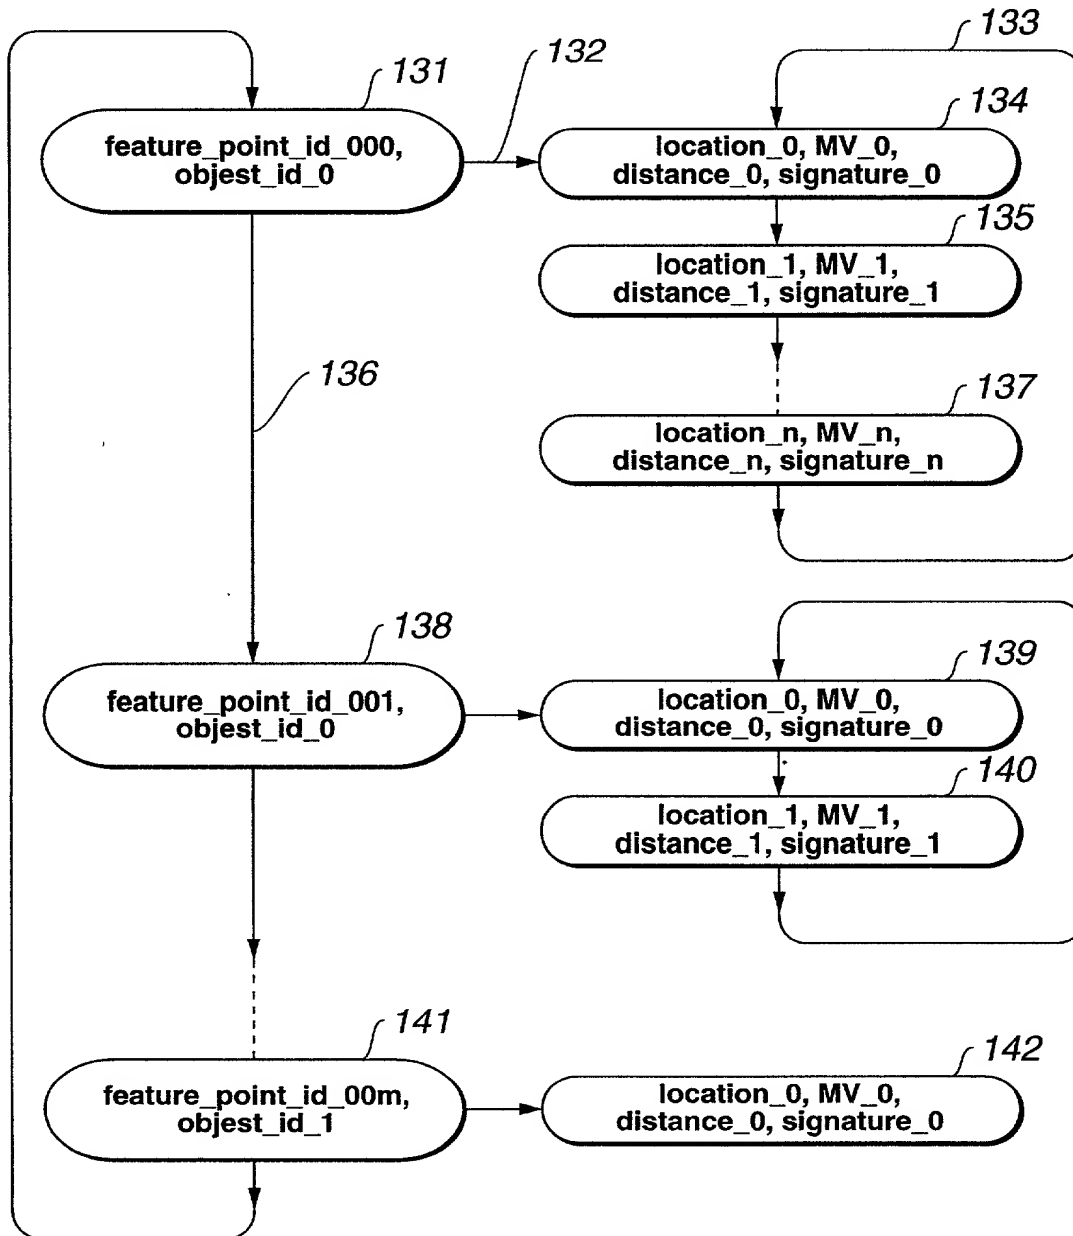 131
feature_point_id_000,
objest_id_0
132
133
134
location_0, MV_0,
distance_0, signature_0
135
location_1, MV_1,
distance_1, signature_1
136
137
location_n, MV_n,
distance_n, signature_n
138
feature_point_id_001,
objest_id_0
139
location_0, MV_0,
distance_0, signature_0
140
location_1, MV_1,
distance_1, signature_1
141
feature_point_id_00m,
objest_id_1
142
location_0, MV_0,
distance_0, signature_0